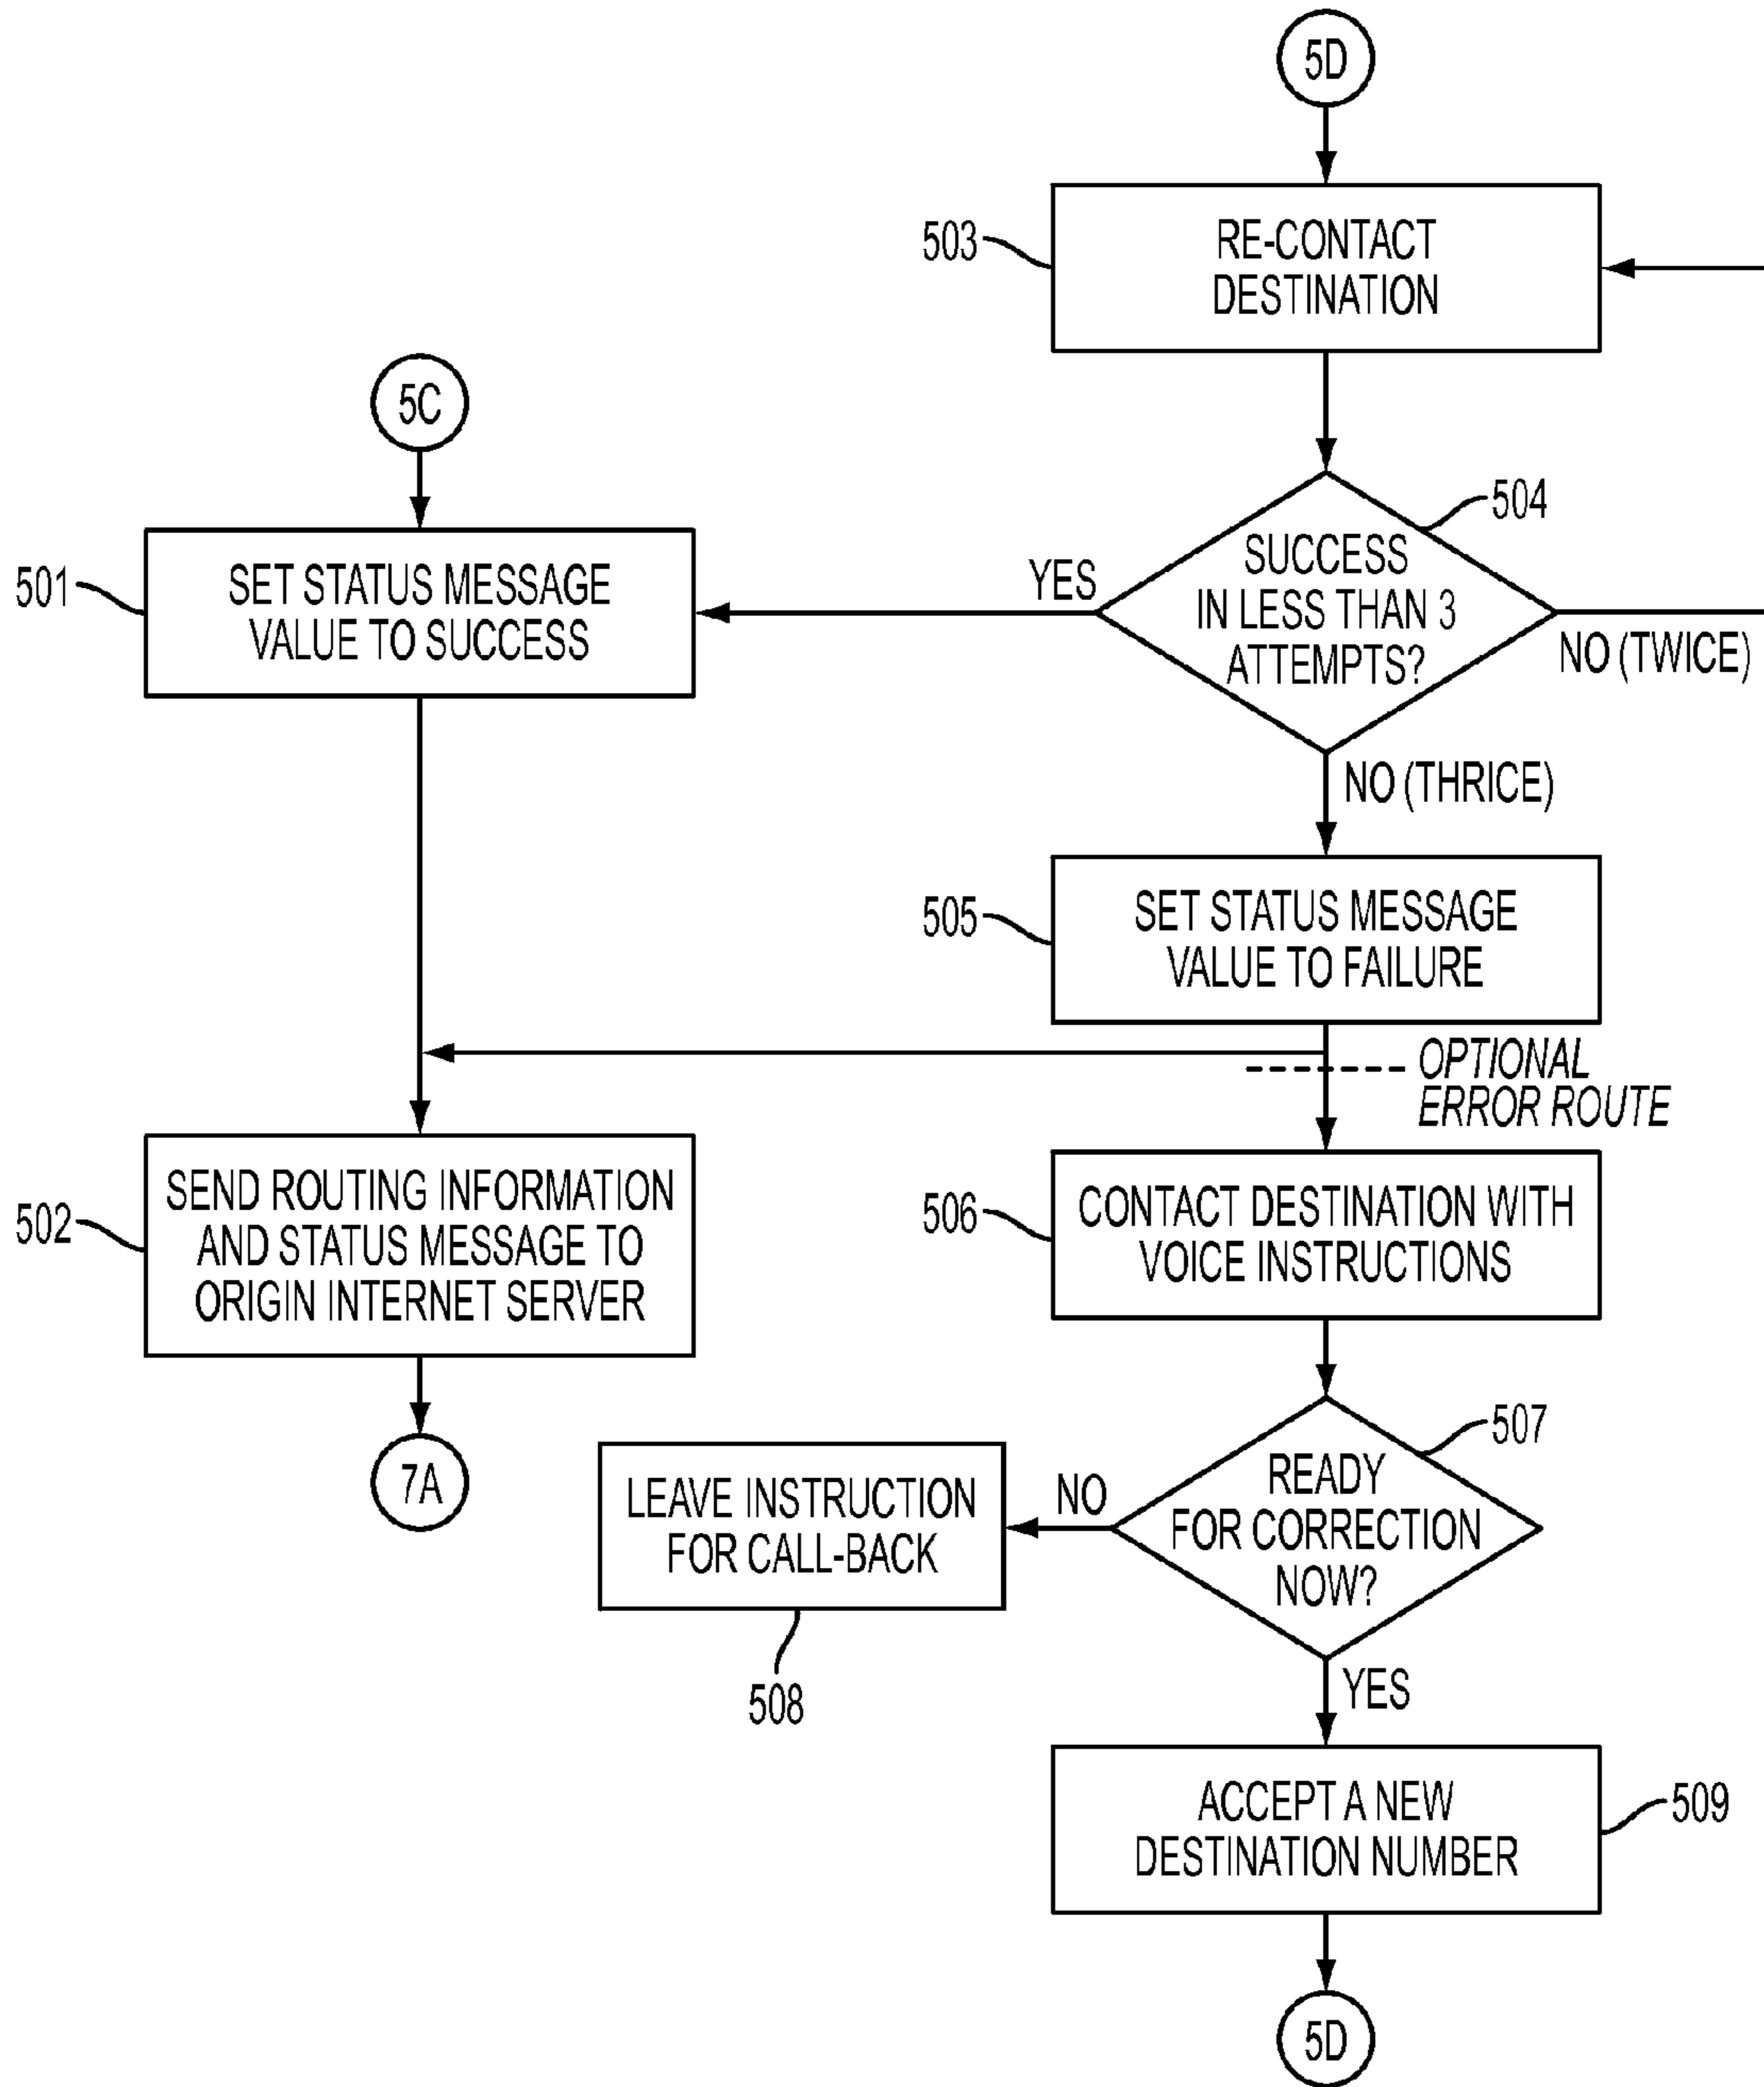 5D
503
RE-CONTACT
DESTINATION
5C
504
501
SET STATUS MESSAGE
VALUE TO SUCCESS
YES
SUCCESS
IN LESS THAN 3
ATTEMPTS?
NO (TWICE)
NO (THRICE)
505
SET STATUS MESSAGE
VALUE TO FAILURE
OPTIONAL
ERROR ROUTE
502
SEND ROUTING INFORMATION
AND STATUS MESSAGE TO
ORIGIN INTERNET SERVER
506
CONTACT DESTINATION WITH
VOICE INSTRUCTIONS
507
7A
LEAVE INSTRUCTION
FOR CALL-BACK
NO
READY
FOR CORRECTION
NOW?
508
YES
ACCEPT A NEW
DESTINATION NUMBER
509
5D